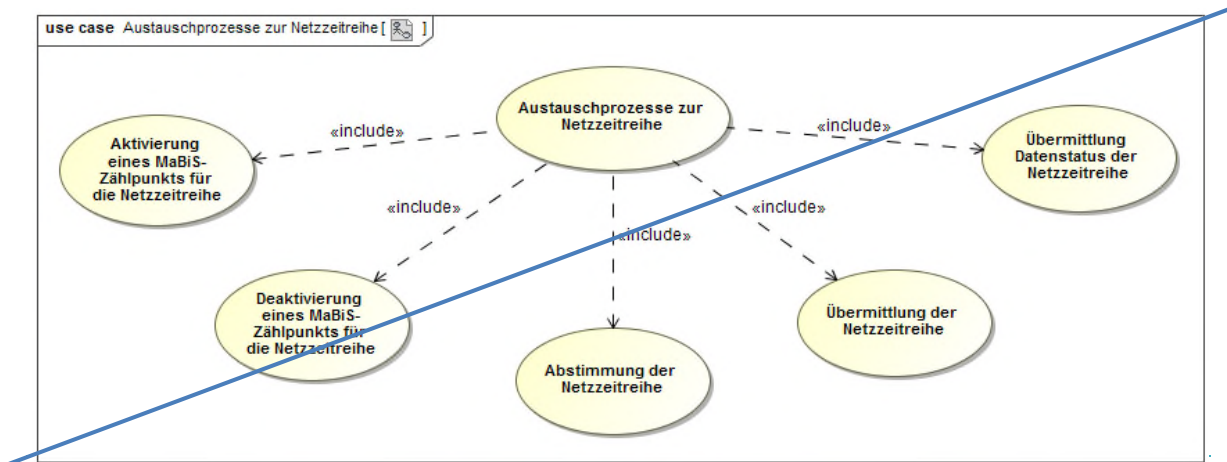 use case Austauschprozesse zur Netzzeitreihe [ ]
Austauschprozesse zur
Netzzeitreihe
«include»
«include»
«include»
«include»
«include»
Aktivierung
eines MaBiS-
Zählpunkts für
die Netzzeitreihe
Übermittlung
Datenstatus der
Netzzeitreihe
Deaktivierung
eines MaBiS-
Zählpunkts für
die Netzzeitreihe
Abstimmung der
Netzzeitreihe
Übermittlung der
Netzzeitreihe